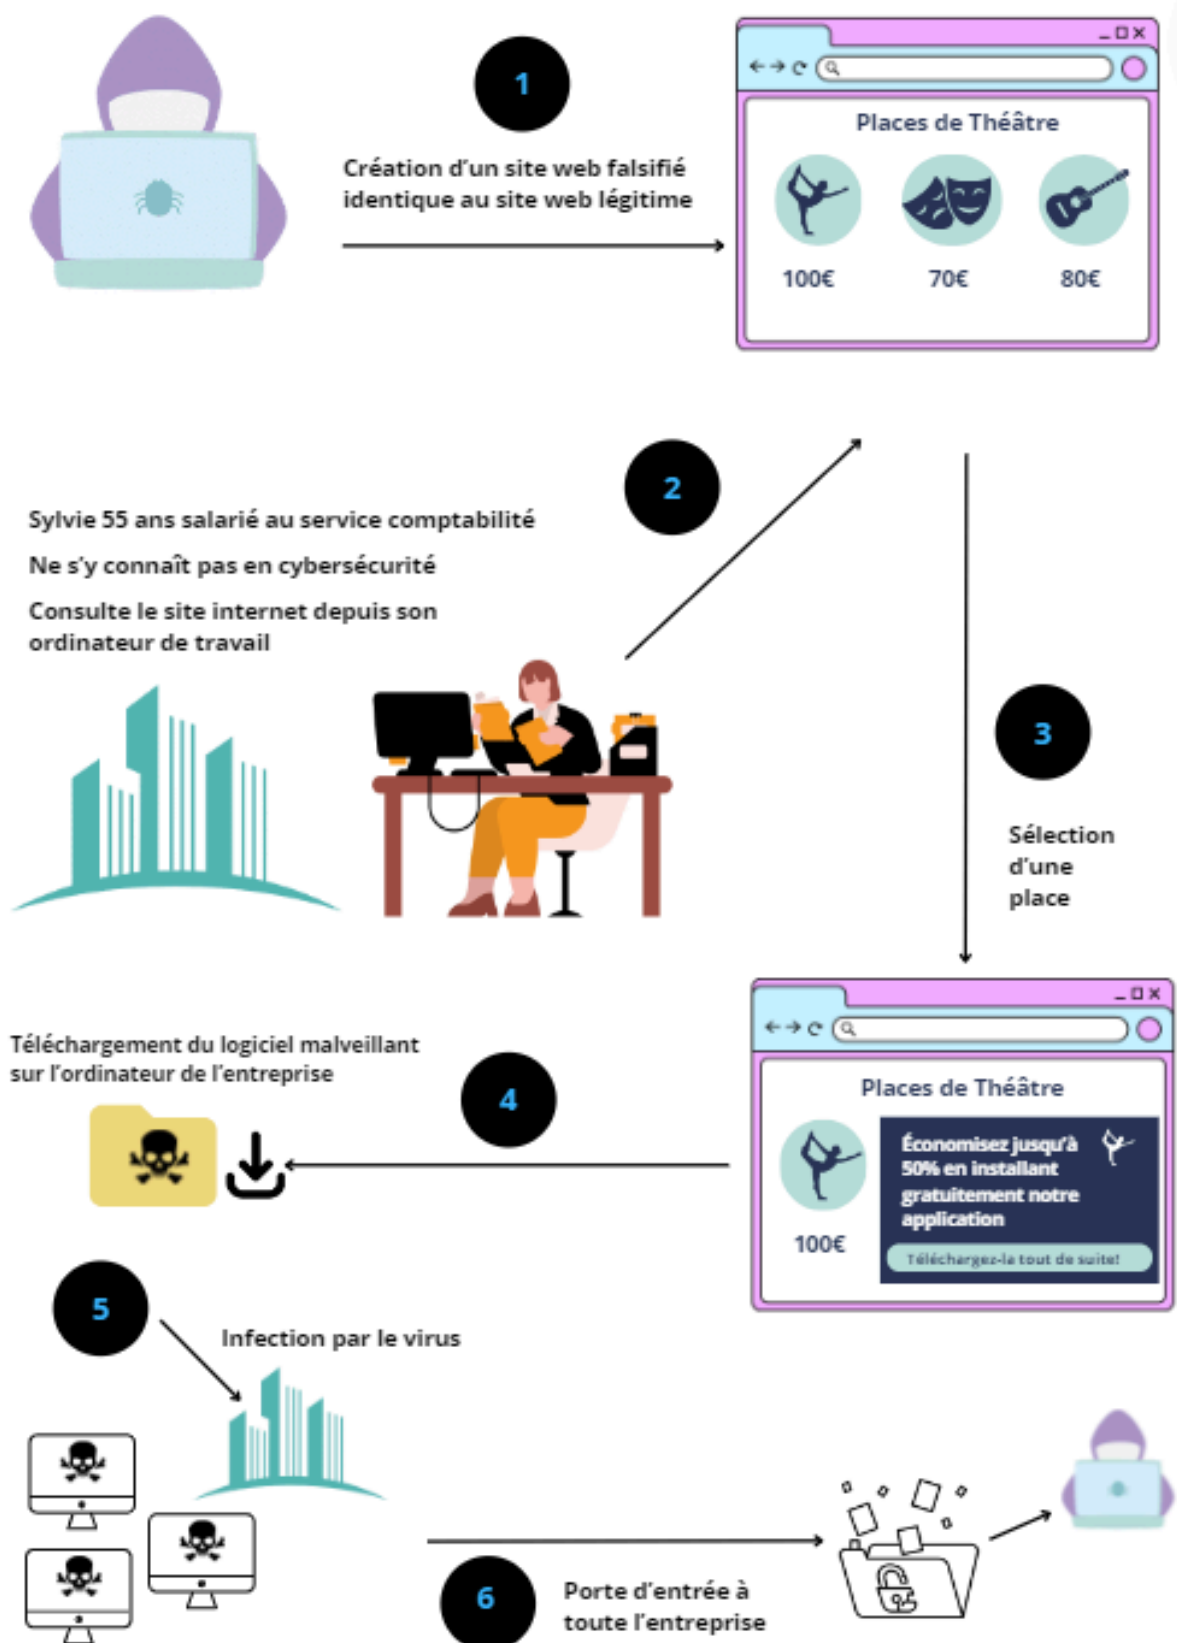 1
Création d'un site web falsifié
identique au site web légitime
Places de Théâtre
100€
70€
80€
2
Sylvie 55 ans salarié au service comptabilité
Ne s'y connaît pas en cybersécurité
Consulte le site internet depuis son
ordinateur de travail
3
Sélection
d'une
place
Téléchargement du logiciel malveillant
sur l'ordinateur de l'entreprise
4
Places de Théâtre
100€
Économisez jusqu'à
50% en installant
gratuitement notre
application
Téléchargez-la tout de suite!
5
Infection par le virus
6
Porte d'entrée à
toute l'entreprise